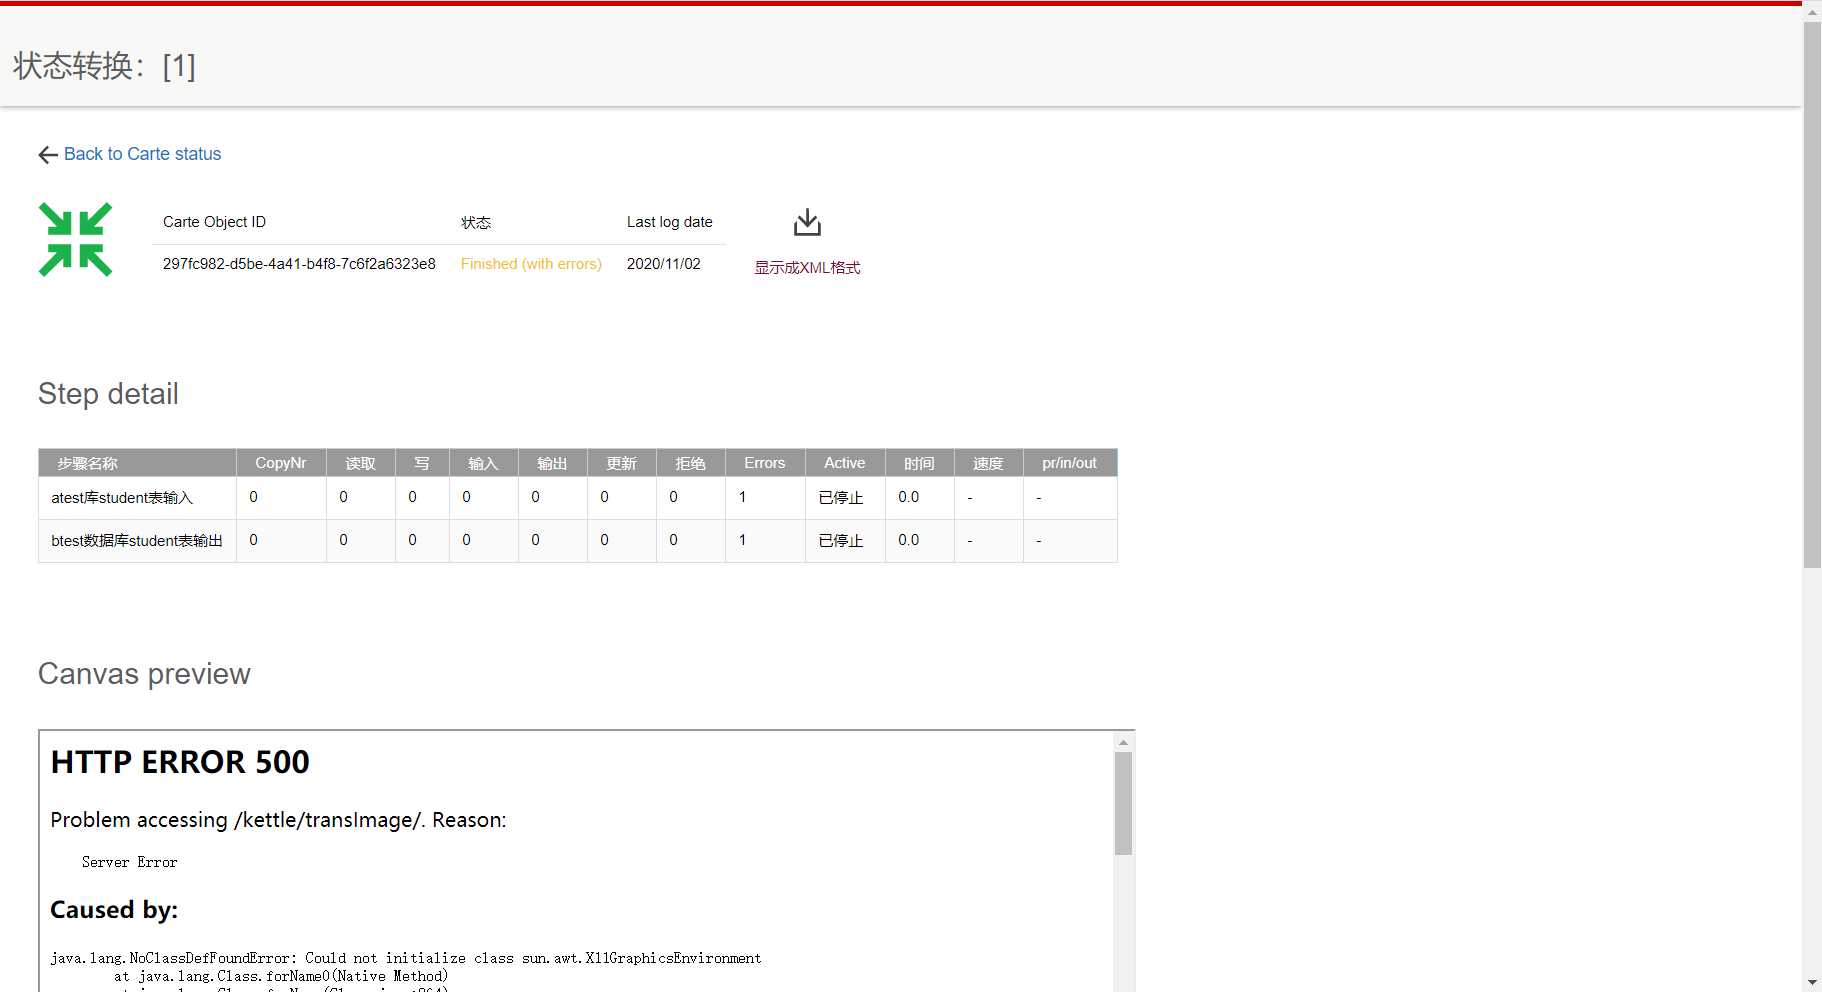 状态转换：[1]
Back to Carte status
Carte Object ID 状态 Last log date
297fc982-d5be-4a41-b4f8-7c6f2a6323e8 Finished (with errors) 2020/11/02
显示成XML格式
Step detail
步骤名称 CopyNr 读取 写 输入 输出 更新 拒绝 Errors Active 时间 速度 pr/in/out
atest库student表输入 0 0 0 0 0 0 0 1 已停止 0.0 - -
btest数据库student表输出 0 0 0 0 0 0 0 1 已停止 0.0 - -
Canvas preview
HTTP ERROR 500
Problem accessing /kettle/transImage/. Reason:
Server Error
Caused by:
java.lang.NoClassDefFoundError: Could not initialize class sun.awt.X11GraphicsEnvironment
at java.lang.Class.forName0(Native Method)